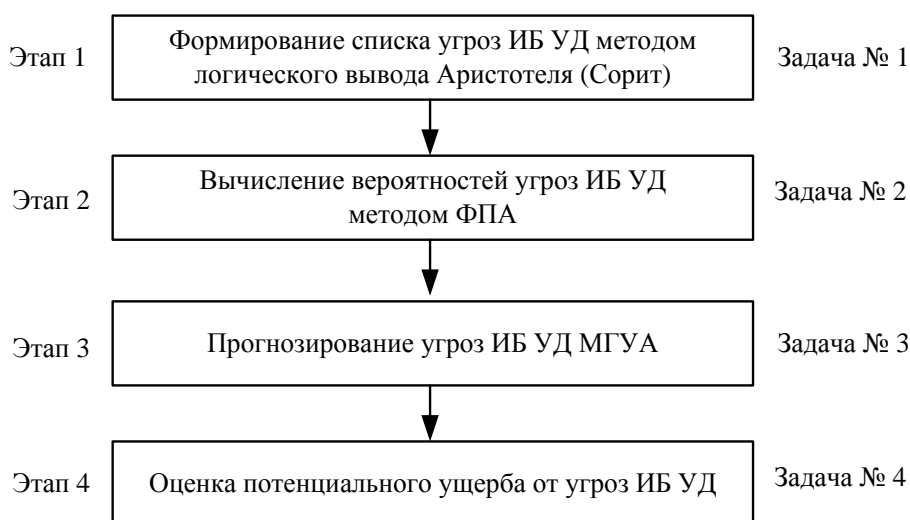 Этап 1
Формирование списка угроз ИБ УД методом
логического вывода Аристотеля (Сорит)
Задача № 1
Этап 2
Вычисление вероятностей угроз ИБ УД
методом ФПА
Задача № 2
Этап 3
Прогнозирование угроз ИБ УД МГУА
Задача № 3
Этап 4
Оценка потенциального ущерба от угроз ИБ УД
Задача № 4